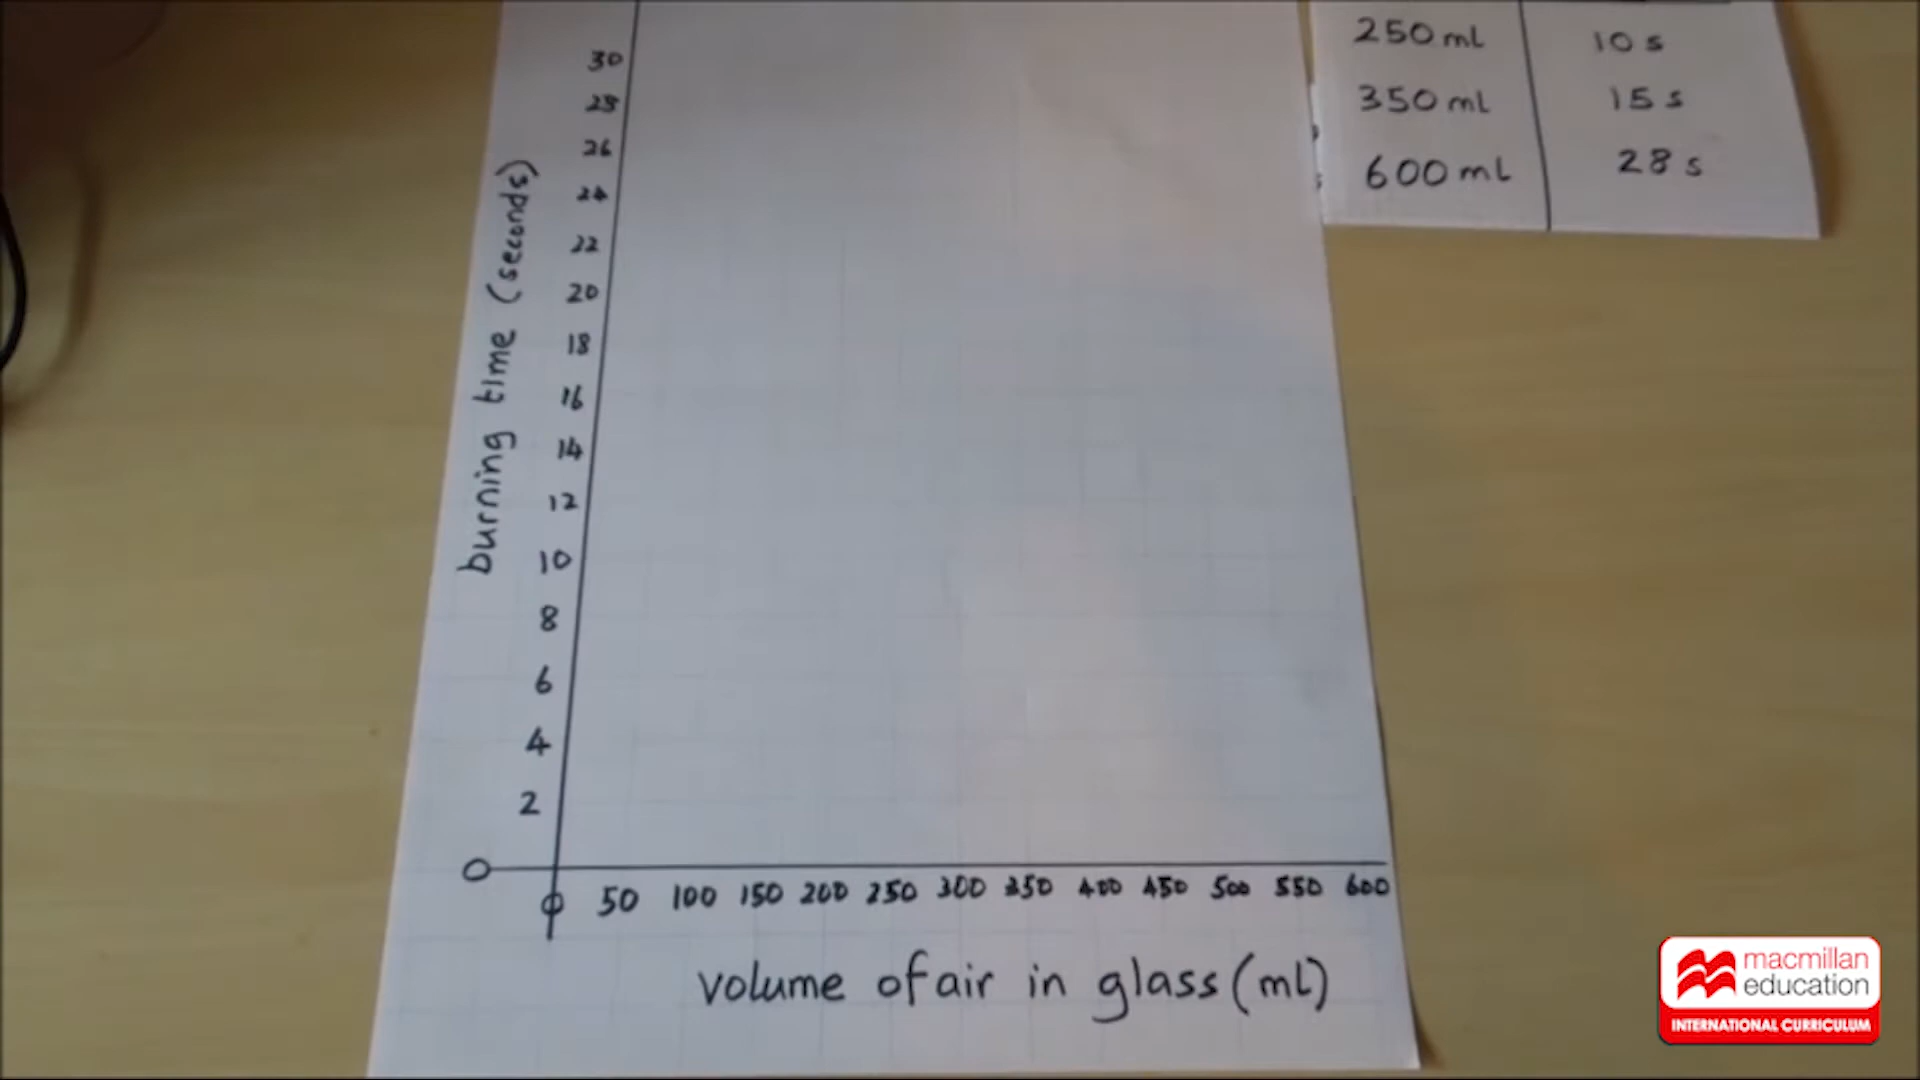 250 ml 10 s
350 ml 15 s
600 ml 28 s
burning time (seconds)
30
28
26
24
22
20
18
16
14
12
10
8
6
4
2
0
0 50 100 150 200 250 300 350 400 450 500 550 600
volume of air in glass (ml)
macmillan
education
INTERNATIONAL CURRICULUM